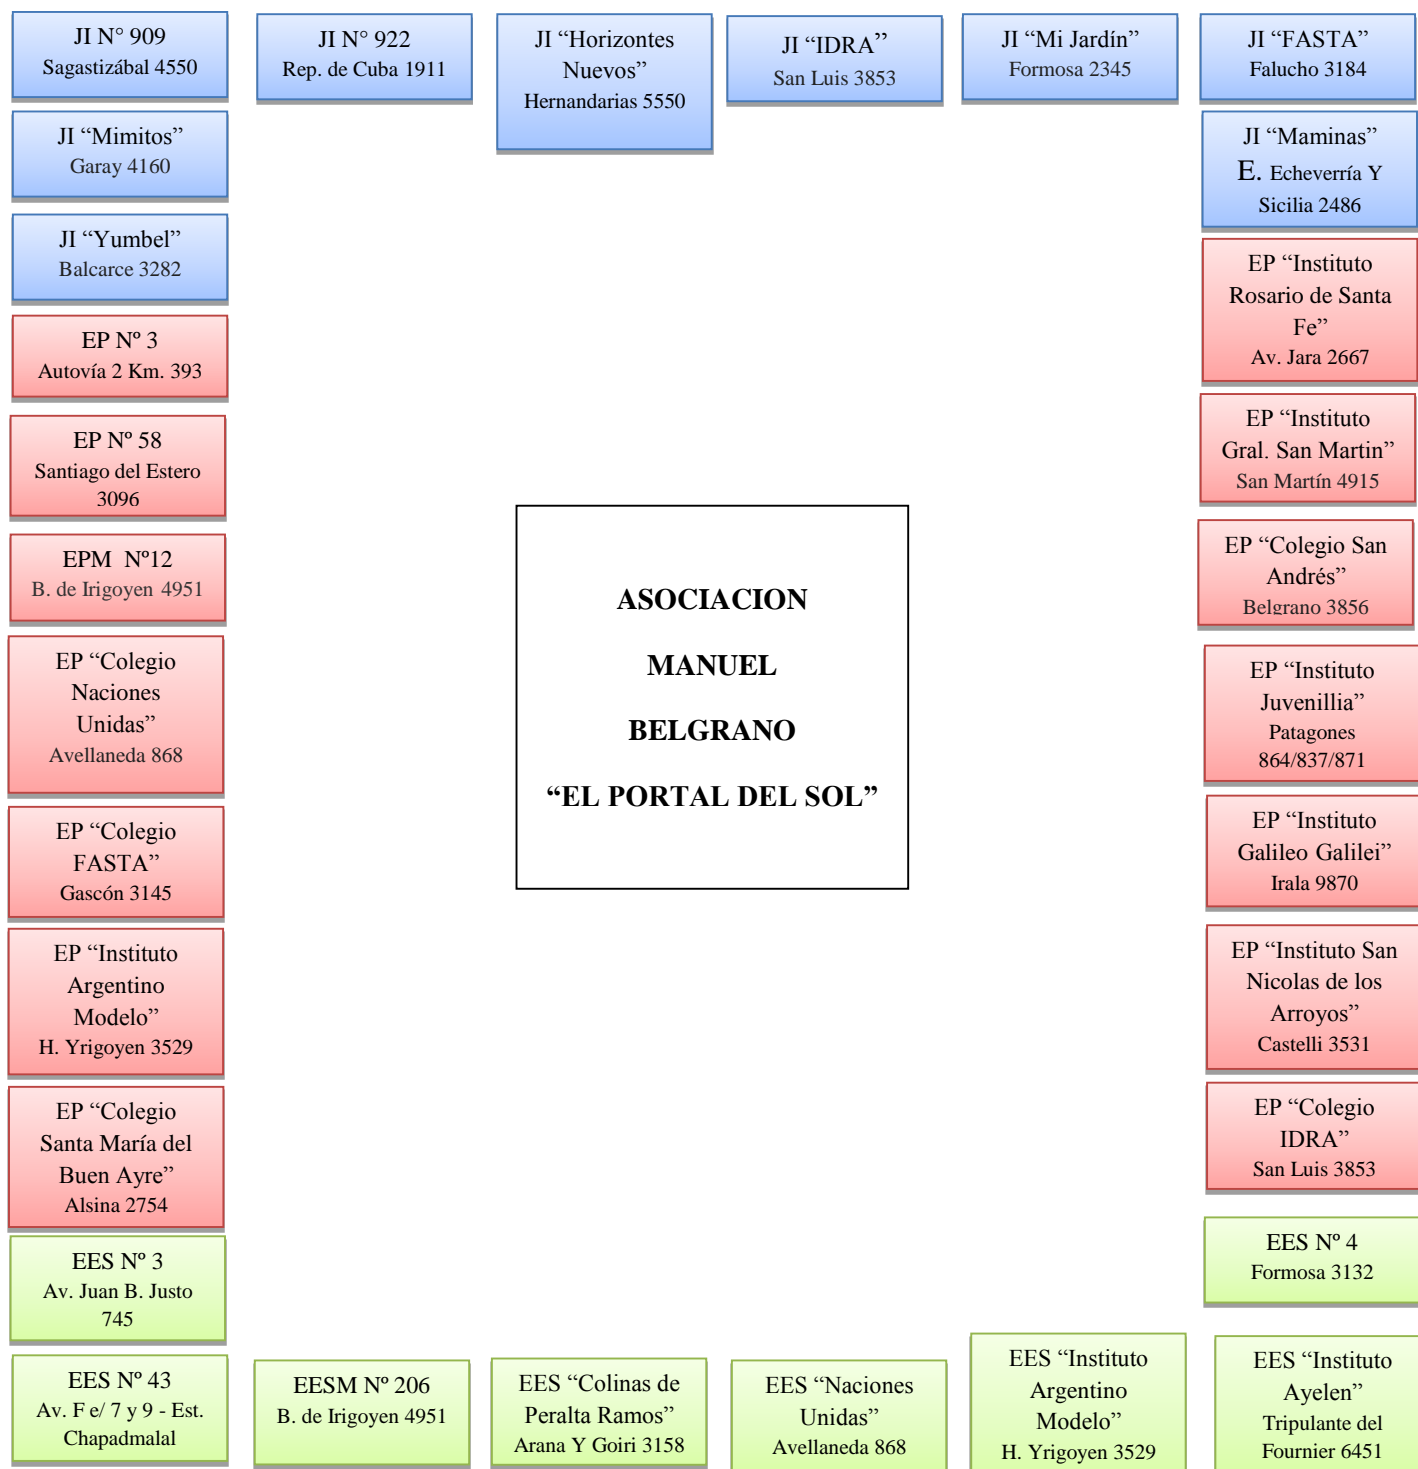 JI N° 909
Sagastizábal 4550
JI N° 922
Rep. de Cuba 1911
JI “Horizontes
Nuevos”
Hernandarias 5550
JI “IDRA”
San Luis 3853
JI “Mi Jardín”
Formosa 2345
JI “FASTA”
Falucho 3184
JI “Mimitos”
Garay 4160
JI “Maminas”
E. Echeverría Y
Sicilia 2486
JI “Yumbel”
Balcarce 3282
EP “Instituto
Rosario de Santa
Fe”
Av. Jara 2667
EP Nº 3
Autovía 2 Km. 393
EP “Instituto
Gral. San Martin”
San Martín 4915
EP Nº 58
Santiago del Estero
3096
EP “Colegio San
Andrés”
Belgrano 3856
EPM Nº12
B. de Irigoyen 4951
ASOCIACION
MANUEL
BELGRANO
“EL PORTAL DEL SOL”
EP “Colegio
Naciones
Unidas”
Avellaneda 868
EP “Instituto
Juvenillia”
Patagones
864/837/871
EP “Colegio
FASTA”
Gascón 3145
EP “Instituto
Galileo Galilei”
Irala 9870
EP “Instituto
Argentino
Modelo”
H. Yrigoyen 3529
EP “Instituto San
Nicolas de los
Arroyos”
Castelli 3531
EP “Colegio
Santa María del
Buen Ayre”
Alsina 2754
EP “Colegio
IDRA”
San Luis 3853
EES Nº 3
Av. Juan B. Justo
745
EES Nº 4
Formosa 3132
EES Nº 43
Av. F e/ 7 y 9 - Est.
Chapadmalal
EESM Nº 206
B. de Irigoyen 4951
EES “Colinas de
Peralta Ramos”
Arana Y Goiri 3158
EES “Naciones
Unidas”
Avellaneda 868
EES “Instituto
Argentino
Modelo”
H. Yrigoyen 3529
EES “Instituto
Ayelen”
Tripulante del
Fournier 6451